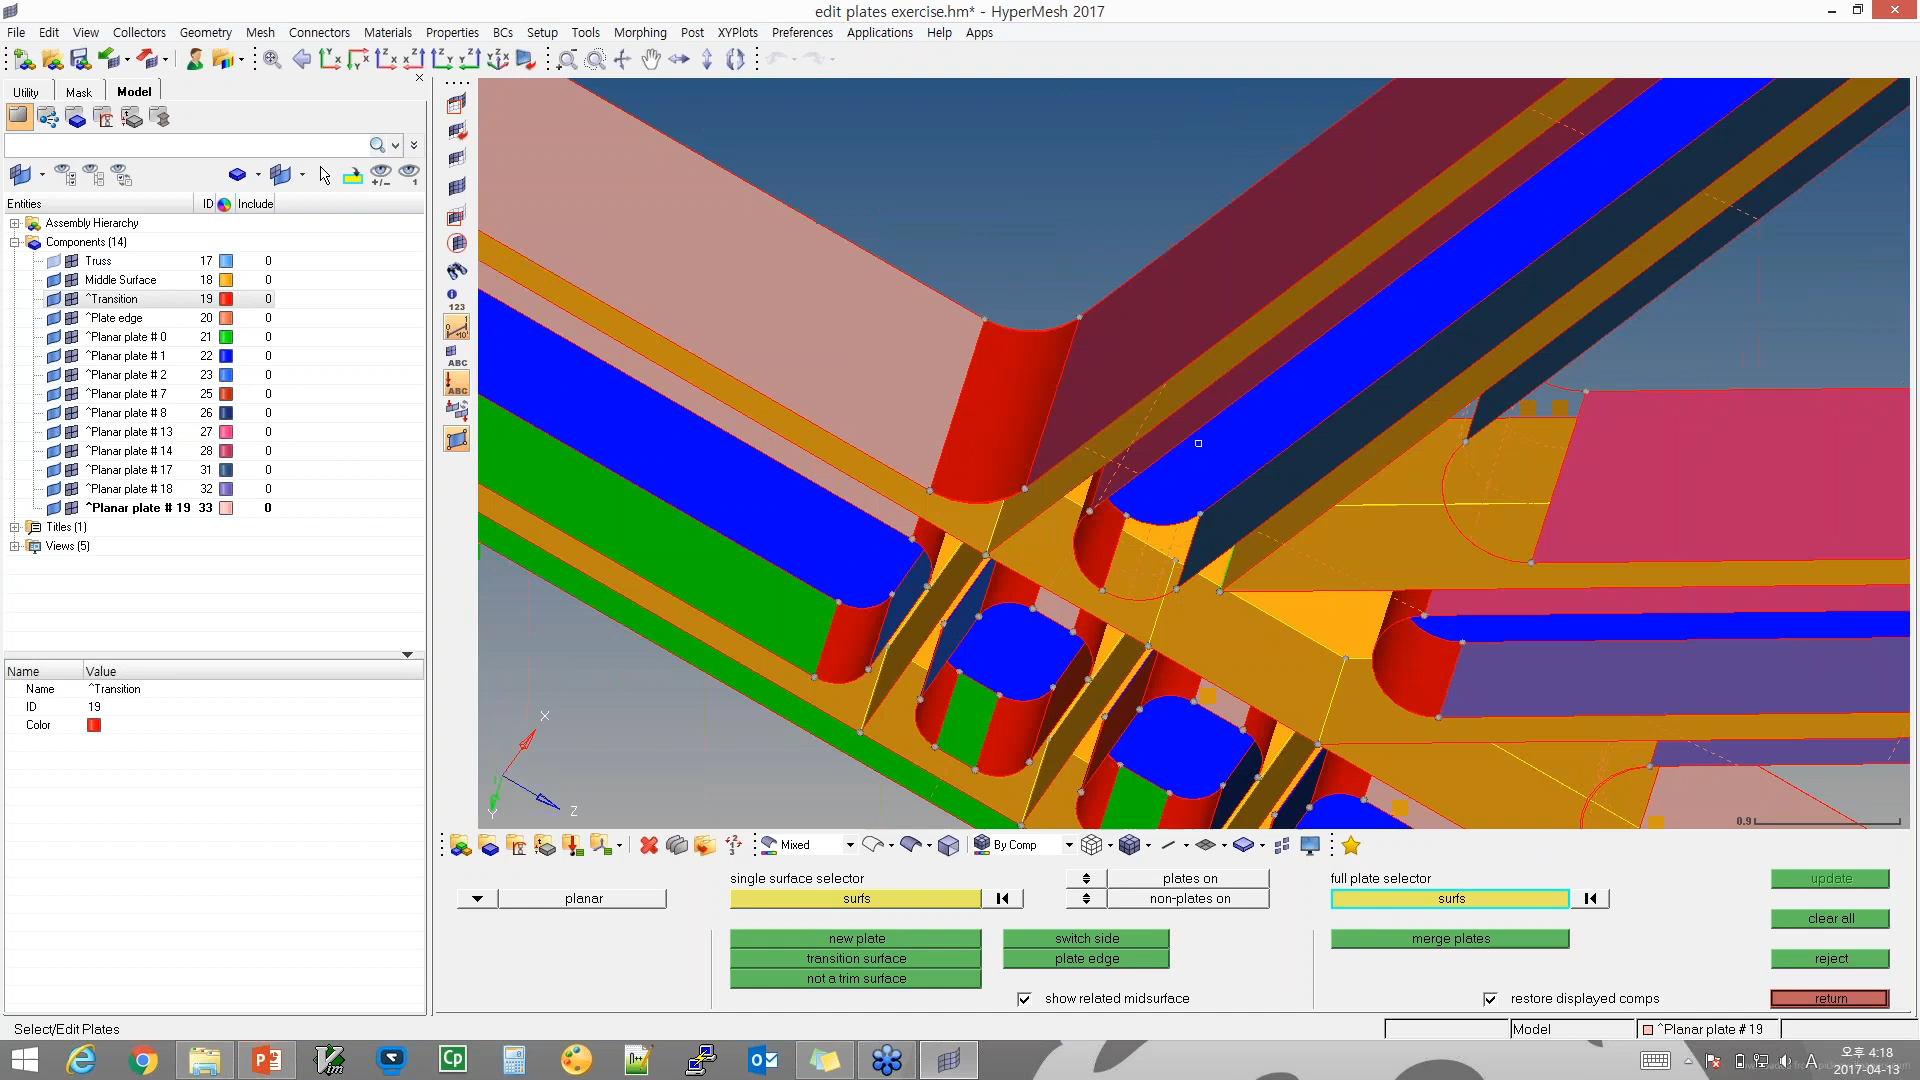 edit plates exercise.hm* - HyperMesh 2017
File Edit View Collectors Geometry Mesh Connectors Materials Properties BCs Setup Tools Morphing Post XYPlots Preferences Applications Help Apps
Utility Mask Model
Entities ID Include
Assembly Hierarchy
Components (14)
Truss 17 0
Middle Surface 18 0
^Transition 19 0
^Plate edge 20 0
^Planar plate # 0 21 0
^Planar plate # 1 22 0
^Planar plate # 2 23 0
^Planar plate # 7 25 0
^Planar plate # 8 26 0
^Planar plate # 13 27 0
^Planar plate # 14 28 0
^Planar plate # 17 31 0
^Planar plate # 18 32 0
^Planar plate # 19 33 0
Titles (1)
Views (5)
Name Value
Name ^Transition
ID 19
Color
123
ABC
ABC
X
Y
Z
0.9
Mixed By Comp
single surface selector plates on full plate selector update
planar surfs non-plates on surfs
clear all
new plate switch side merge plates
transition surface plate edge reject
not a trim surface
show related midsurface restore displayed comps return
Select/Edit Plates Model ^Planar plate # 19
A 오후 4:18
2017-04-13